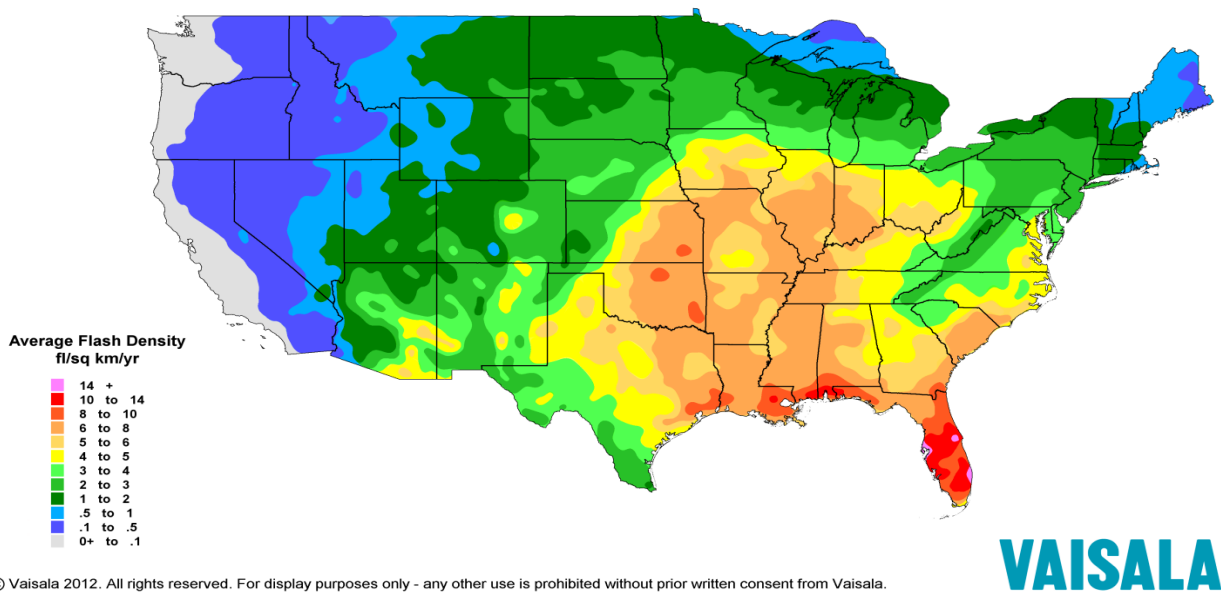 Average Flash Density
fl/sq km/yr
14 +
10 to 14
8 to 10
6 to 8
5 to 6
4 to 5
3 to 4
2 to 3
1 to 2
.5 to 1
.1 to .5
0+ to .1
VAISALA
© Vaisala 2012. All rights reserved. For display purposes only - any other use is prohibited without prior written consent from Vaisala.